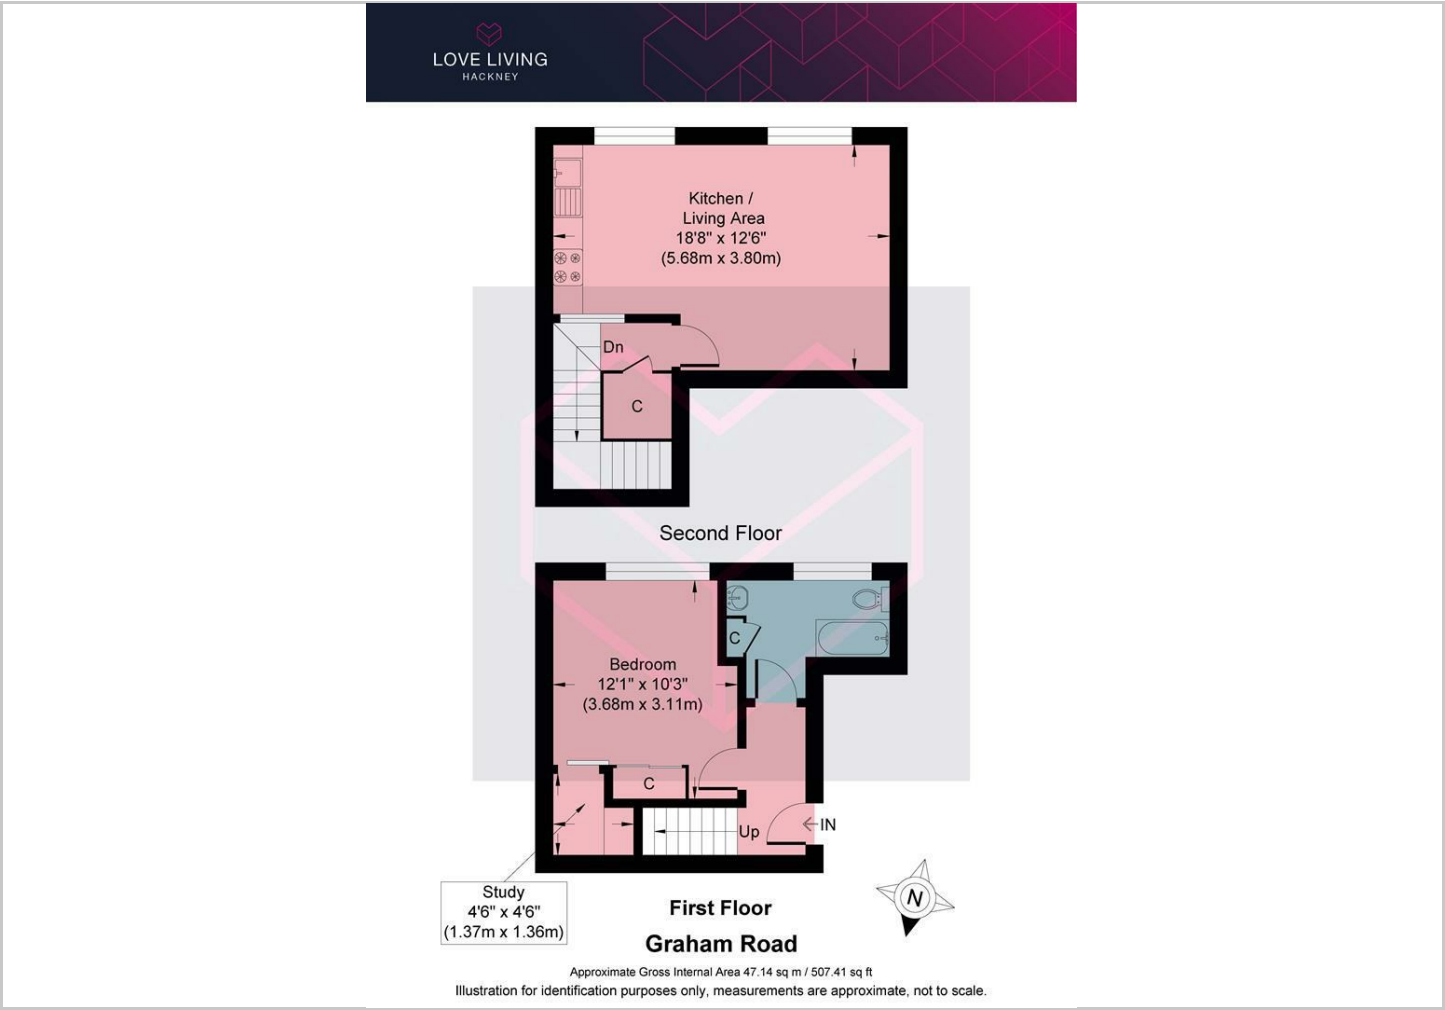 LOVE LIVING
HACKNEY
Kitchen /
Living Area
18'8" x 12'6"
(5.68m x 3.80m)
Dn
C
Second Floor
C
Bedroom
12'1" x 10'3"
(3.68m x 3.11m)
C
Up
IN
Study
4'6" x 4'6"
(1.37m x 1.36m)
N
First Floor
Graham Road
Approximate Gross Internal Area 47.14 sq m / 507.41 sq ft
Illustration for identification purposes only, measurements are approximate, not to scale.